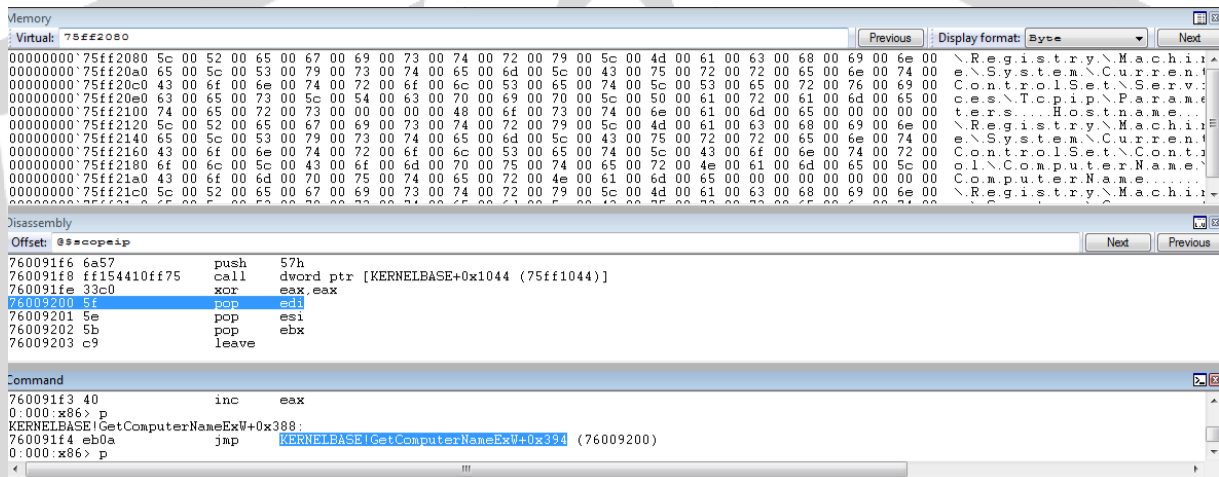 Memory
Virtual: 75ff2080 Previous Display format: Byte Next
00000000`75ff2080 5c 00 52 00 65 00 67 00 69 00 73 00 74 00 72 00 79 00 5c 00 4d 00 61 00 63 00 68 00 69 00 6e 00 \.R.e.g.i.s.t.r.y.\.M.a.c.h.i.n
00000000`75ff20a0 65 00 5c 00 53 00 79 00 73 00 74 00 65 00 6d 00 5c 00 43 00 75 00 72 00 72 00 65 00 6e 00 74 00 e.\.S.y.s.t.e.m.\.C.u.r.r.e.n.t
00000000`75ff20c0 43 00 6f 00 6e 00 74 00 72 00 6f 00 6c 00 53 00 65 00 74 00 5c 00 53 00 65 00 72 00 76 00 69 00 C.o.n.t.r.o.l.S.e.t.\.S.e.r.v.i
00000000`75ff20e0 63 00 65 00 73 00 5c 00 54 00 63 00 70 00 69 00 70 00 5c 00 50 00 61 00 72 00 61 00 6d 00 65 00 c.e.s.\.T.c.p.i.p.\.P.a.r.a.m.e
00000000`75ff2100 74 00 65 00 72 00 73 00 00 00 00 00 48 00 6f 00 73 00 74 00 6e 00 61 00 6d 00 65 00 00 00 00 00 t.e.r.s.....H.o.s.t.n.a.m.e....
00000000`75ff2120 5c 00 52 00 65 00 67 00 69 00 73 00 74 00 72 00 79 00 5c 00 4d 00 61 00 63 00 68 00 69 00 6e 00 \.R.e.g.i.s.t.r.y.\.M.a.c.h.i.n
00000000`75ff2140 65 00 5c 00 53 00 79 00 73 00 74 00 65 00 6d 00 5c 00 43 00 75 00 72 00 72 00 65 00 6e 00 74 00 e.\.S.y.s.t.e.m.\.C.u.r.r.e.n.t
00000000`75ff2160 43 00 6f 00 6e 00 74 00 72 00 6f 00 6c 00 53 00 65 00 74 00 5c 00 43 00 6f 00 6e 00 74 00 72 00 C.o.n.t.r.o.l.S.e.t.\.C.o.n.t.r
00000000`75ff2180 6f 00 6c 00 5c 00 43 00 6f 00 6d 00 70 00 75 00 74 00 65 00 72 00 4e 00 61 00 6d 00 65 00 5c 00 o.l.\.C.o.m.p.u.t.e.r.N.a.m.e.\
00000000`75ff21a0 43 00 6f 00 6d 00 70 00 75 00 74 00 65 00 72 00 4e 00 61 00 6d 00 65 00 00 00 00 00 00 00 00 00 C.o.m.p.u.t.e.r.N.a.m.e........
00000000`75ff21c0 5c 00 52 00 65 00 67 00 69 00 73 00 74 00 72 00 79 00 5c 00 4d 00 61 00 63 00 68 00 69 00 6e 00 \.R.e.g.i.s.t.r.y.\.M.a.c.h.i.n
Disassembly
Offset: @$scopeip Next Previous
760091f6 6a57 push 57h
760091f8 ff154410ff75 call dword ptr [KERNELBASE+0x1044 (75ff1044)]
760091fe 33c0 xor eax,eax
76009200 5f pop edi
76009201 5e pop esi
76009202 5b pop ebx
76009203 c9 leave
Command
760091f3 40 inc eax
0:000:x86> p
KERNELBASE!GetComputerNameExW+0x388:
760091f4 eb0a jmp KERNELBASE!GetComputerNameExW+0x394 (76009200)
0:000:x86> p